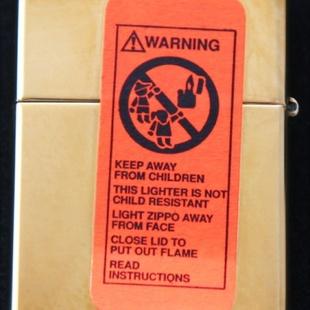 WARNING
KEEP AWAY
FROM CHILDREN
THIS LIGHTER IS NOT
CHILD RESISTANT
LIGHT ZIPPO AWAY
FROM FACE
CLOSE LID TO
PUT OUT FLAME
READ
INSTRUCTIONS